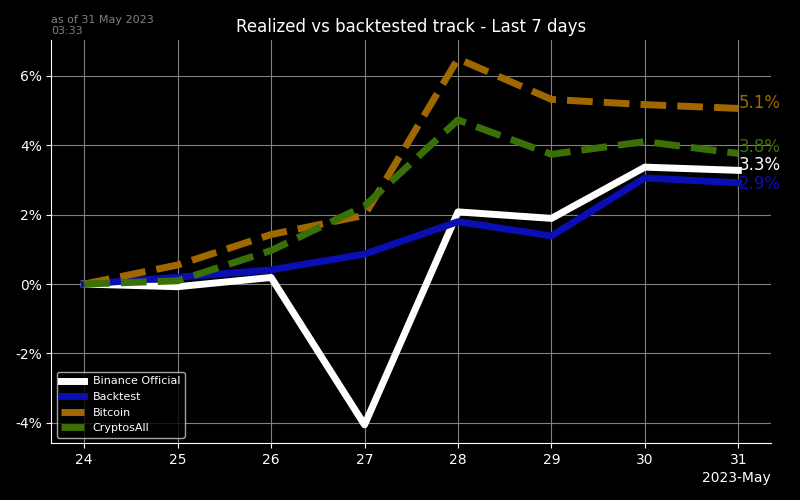 as of 31 May 2023
03:33
Realized vs backtested track - Last 7 days
6%
4%
2%
0%
-2%
-4%
5.1%
3.8%
3.3%
2.9%
Binance Official
Backtest
Bitcoin
CryptosAll
24 25 26 27 28 29 30 31
2023-May